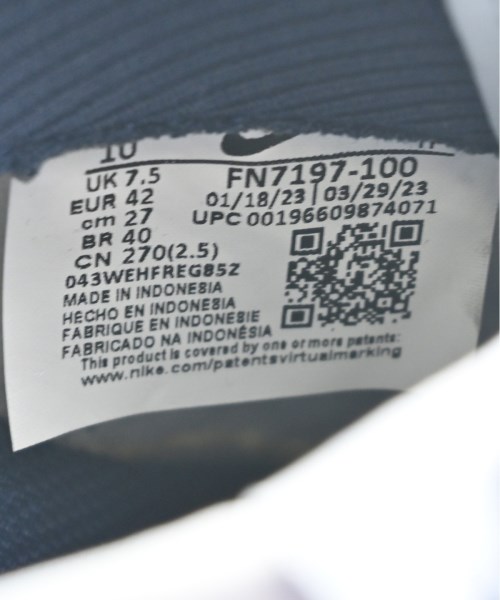 10
UK 7.5
EUR 42
cm 27
BR 40
CN 270(2.5)
FN7197-100
01/18/23 | 03/29/23
UPC 00196609874071
043WEHFREG85Z
MADE IN INDONESIA
HECHO EN INDONESIA
FABRIQUE EN INDONESIE
FABRICADO NA INDONÉSIA
This product is covered by one or more patents:
www.nike.com/patentsvirtualmarking